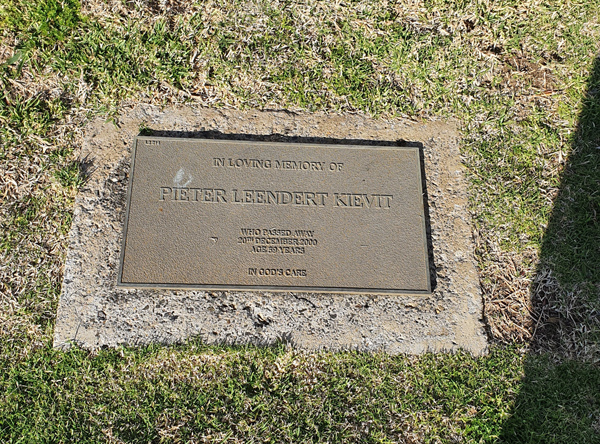 IN LOVING MEMORY OF
PIETER LEENDERT KIEVIT
WHO PASSED AWAY
20TH DECEMBER 2000
AGE 59 YEARS
IN GOD'S CARE